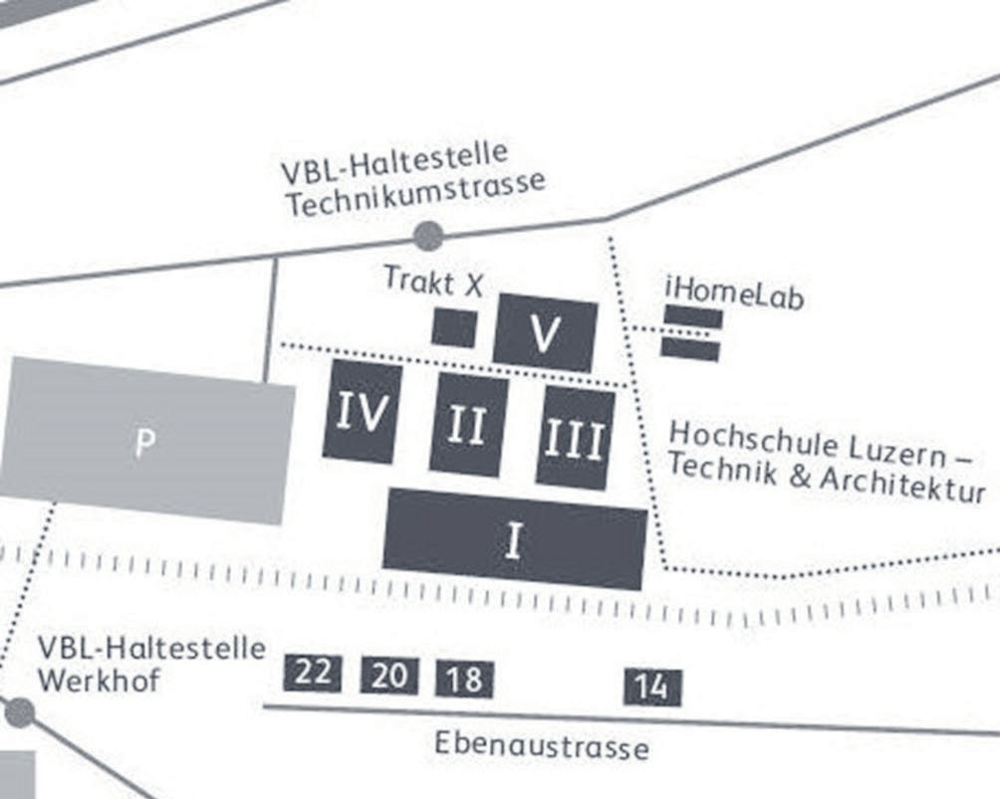 VBL-Haltestelle
Technikumstrasse
Trakt X
iHomeLab
V
IV
II
III
P
Hochschule Luzern –
Technik & Architektur
I
VBL-Haltestelle
Werkhof
22
20
18
14
Ebenaustrasse